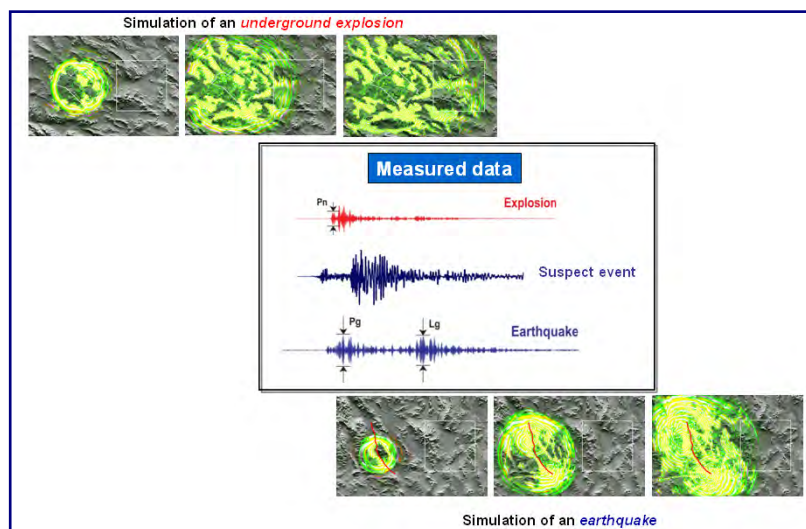 Simulation of an underground explosion
Measured data
Pn
Explosion
Suspect event
Pg
Lg
Earthquake
Simulation of an earthquake